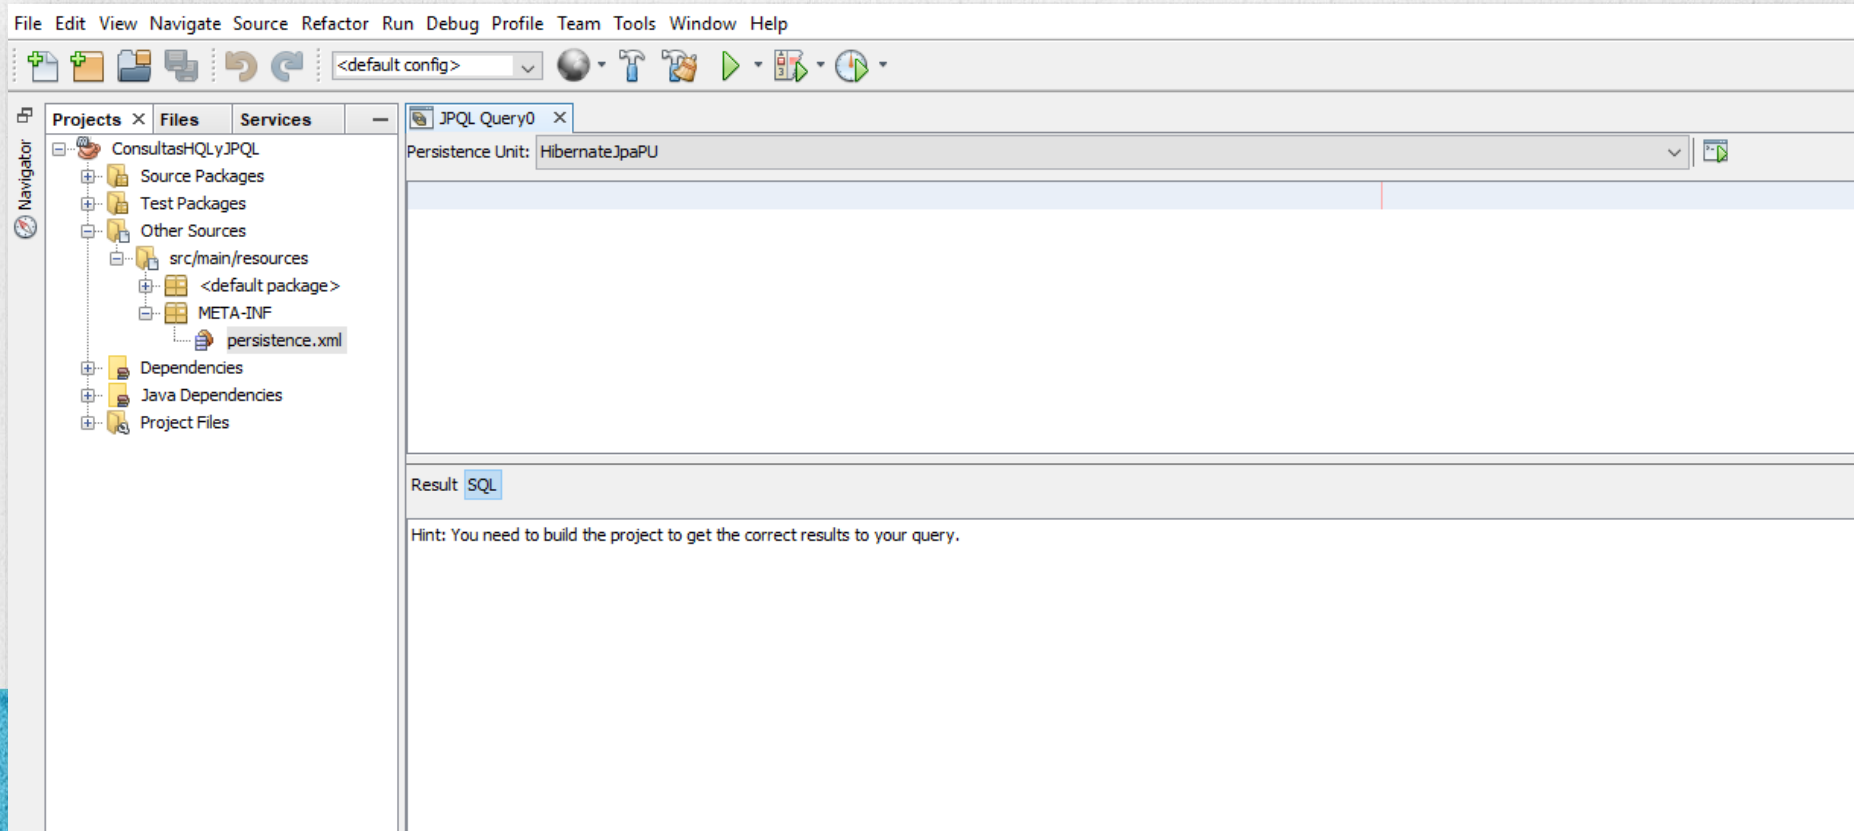 File Edit View Navigate Source Refactor Run Debug Profile Team Tools Window Help
<default config>
Projects Files Services
Navigator
ConsultasHQLyJPQL
Source Packages
Test Packages
Other Sources
src/main/resources
<default package>
META-INF
persistence.xml
Dependencies
Java Dependencies
Project Files
JPQL Query0
Persistence Unit: HibernateJpaPU
Result SQL
Hint: You need to build the project to get the correct results to your query.